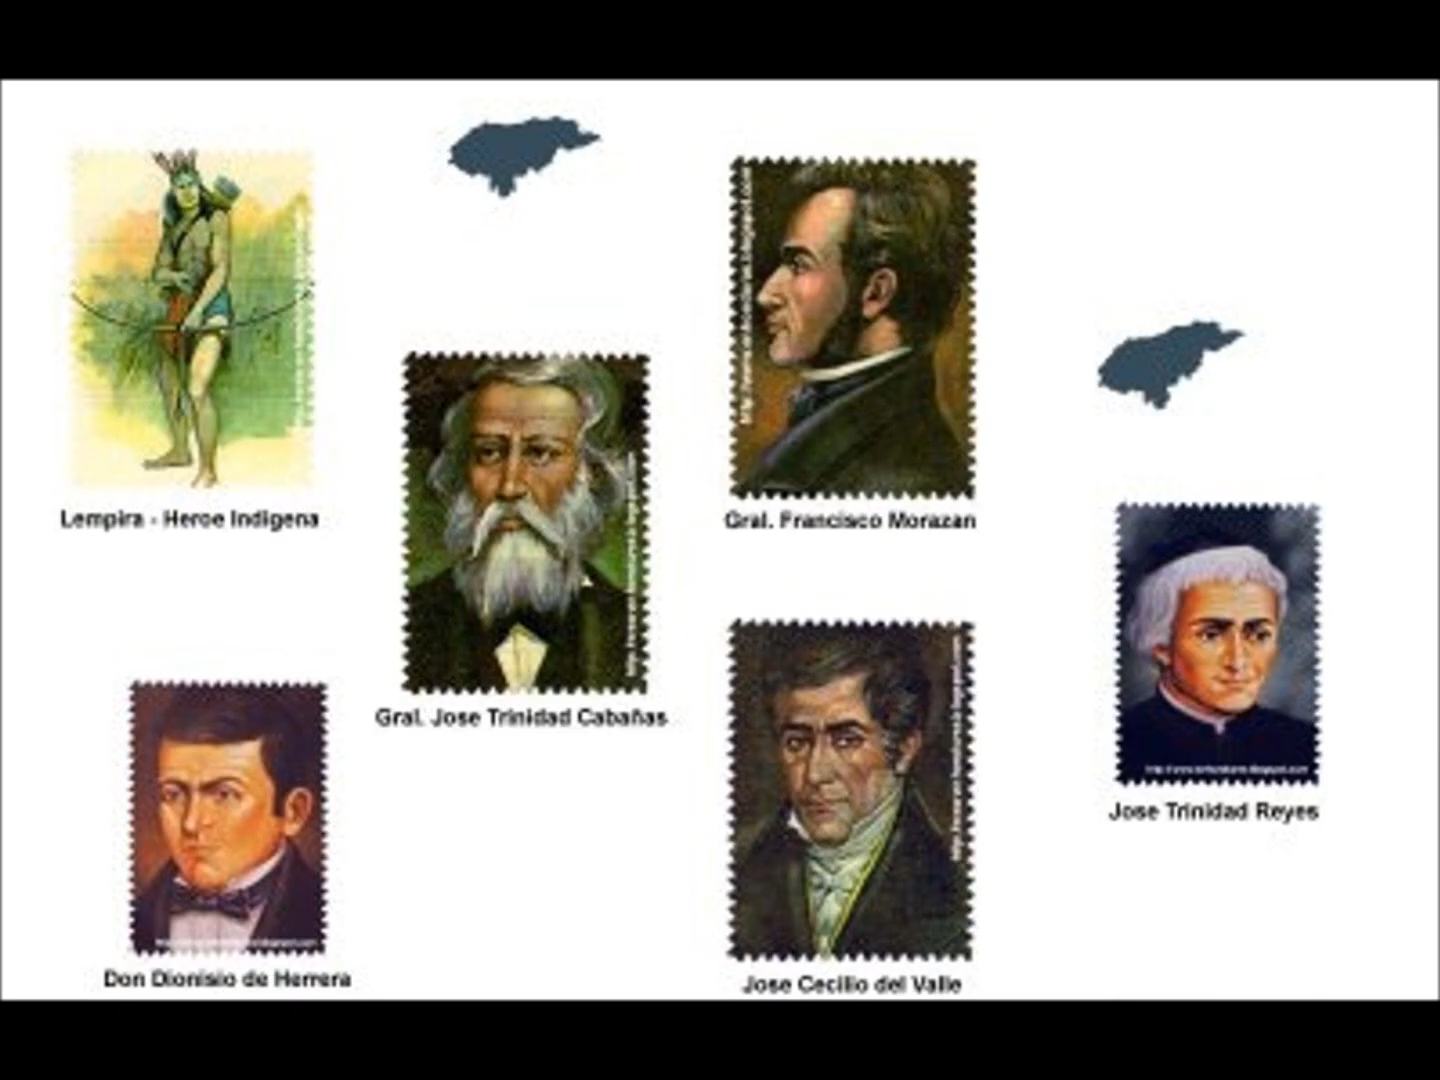 Lempira - Heroe Indigena
Gral. Francisco Morazan
Gral. Jose Trinidad Cabañas
Jose Trinidad Reyes
Don Dionisio de Herrera
Jose Cecilio del Valle